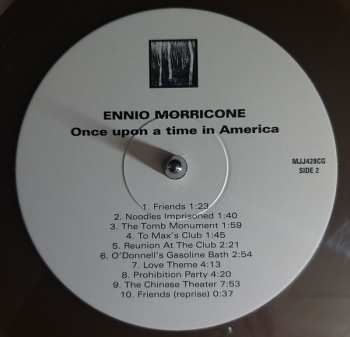 ENNIO MORRICONE
Once upon a time in America
MJJ429CG
SIDE 2
1. Friends 1:23
2. Noodles Imprisoned 1:40
3. The Tomb Monument 1:59
4. To Max's Club 1:45
5. Reunion At The Club 2:21
6. O'Donnell's Gasoline Bath 2:54
7. Love Theme 4:13
8. Prohibition Party 4:20
9. The Chinese Theater 7:53
10. Friends (reprise) 0:37